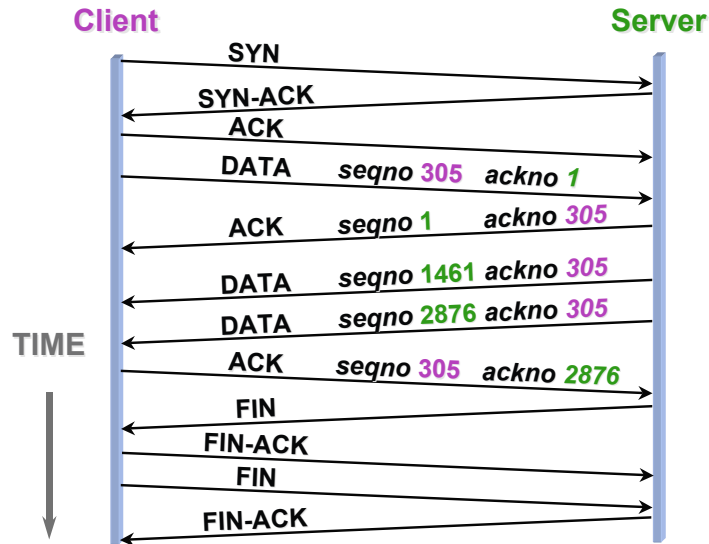 Client Server
SYN
SYN-ACK
ACK
DATA seqno 305 ackno 1
ACK seqno 1 ackno 305
DATA seqno 1461 ackno 305
DATA seqno 2876 ackno 305
TIME
ACK seqno 305 ackno 2876
FIN
FIN-ACK
FIN
FIN-ACK